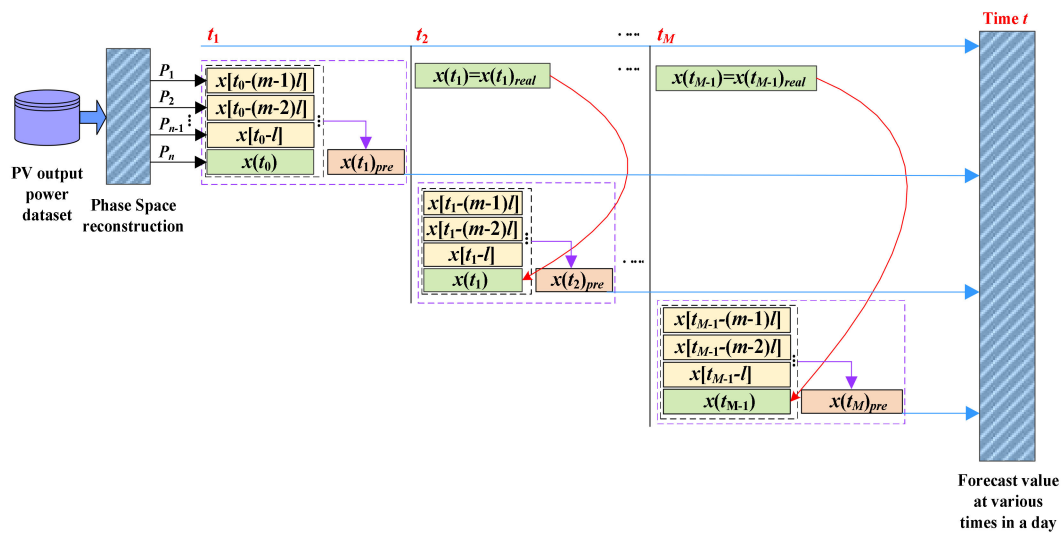 t1
t2
....
tM
Time t
x(t1)=x(t1)real
....
x(tM-1)=x(tM-1)real
P1
x[t0-(m-1)l]
P2
x[t0-(m-2)l]
Pn-1
x[t0-l]
Pn
x(t0)
x(t1)pre
PV output
power
dataset
Phase Space
reconstruction
x[t1-(m-1)l]
x[t1-(m-2)l]
x[t1-l]
x(t1)
x(t2)pre
....
x[tM-1-(m-1)l]
x[tM-1-(m-2)l]
x[tM-1-l]
x(tM-1)
x(tM)pre
Forecast value
at various
times in a day